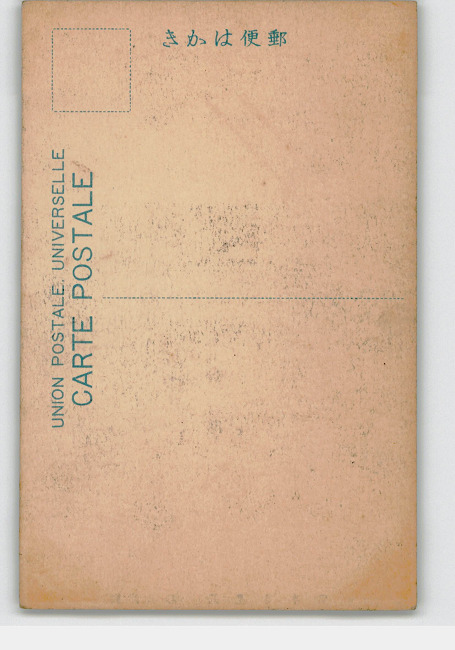 郵便はかき
UNION POSTALE. UNIVERSELLE
CARTE POSTALE